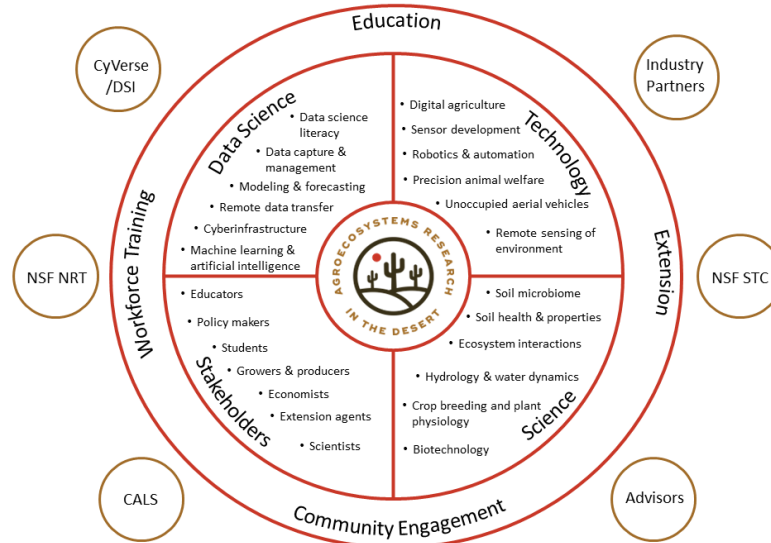 Education
CyVerse
/DSI
Industry
Partners
Data Science
• Data science
literacy
• Data capture &
management
• Modeling & forecasting
• Remote data transfer
• Cyberinfrastructure
• Machine learning &
artificial intelligence
Technology
• Digital agriculture
• Sensor development
• Robotics & automation
• Precision animal welfare
• Unoccupied aerial vehicles
• Remote sensing of
environment
Workforce Training
AGROECOSYSTEMS RESEARCH
IN THE DESERT
Extension
NSF NRT
NSF STC
• Educators
• Policy makers
• Students
• Growers & producers
• Economists
• Extension agents
• Scientists
Stakeholders
• Soil microbiome
• Soil health & properties
• Ecosystem interactions
• Hydrology & water dynamics
• Crop breeding and plant
physiology
• Biotechnology
Science
CALS
Advisors
Community Engagement